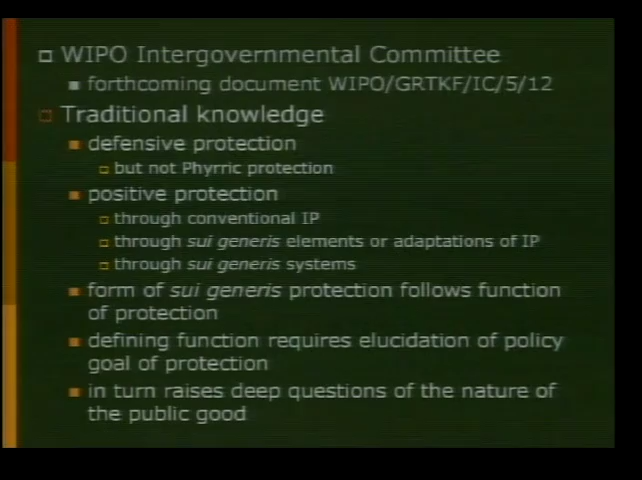 WIPO Intergovernmental Committee
forthcoming document WIPO/GRTKF/IC/5/12
Traditional knowledge
defensive protection
but not Phyrric protection
positive protection
through conventional IP
through sui generis elements or adaptations of IP
through sui generis systems
form of sui generis protection follows function
of protection
defining function requires elucidation of policy
goal of protection
in turn raises deep questions of the nature of
the public good